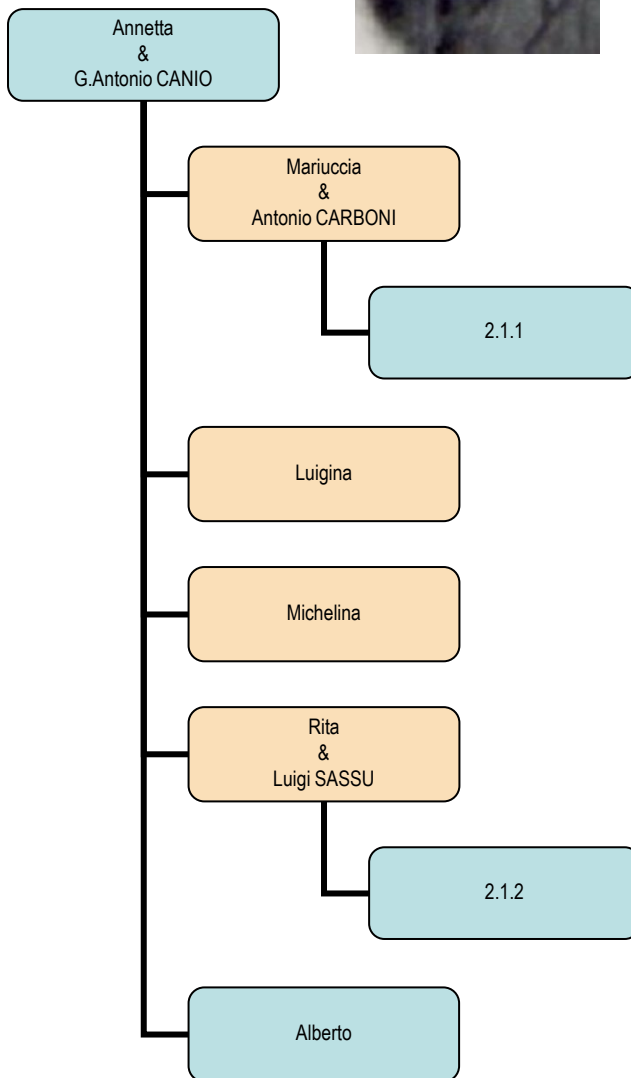 Annetta
&
G.Antonio CANIO
Mariuccia
&
Antonio CARBONI
2.1.1
Luigina
Michelina
Rita
&
Luigi SASSU
2.1.2
Alberto